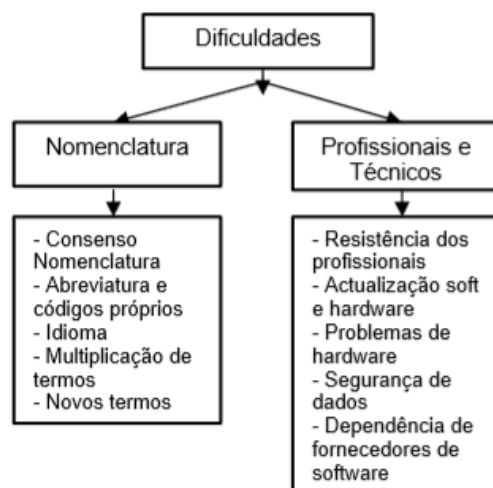 Dificuldades
Nomenclatura
Profissionais e
Técnicos
- Consenso
Nomenclatura
- Abreviatura e
códigos próprios
- Idioma
- Multiplicação de
termos
- Novos termos
- Resistência dos
profissionais
- Actualização soft
e hardware
- Problemas de
hardware
- Segurança de
dados
- Dependência de
fornecedores de
software